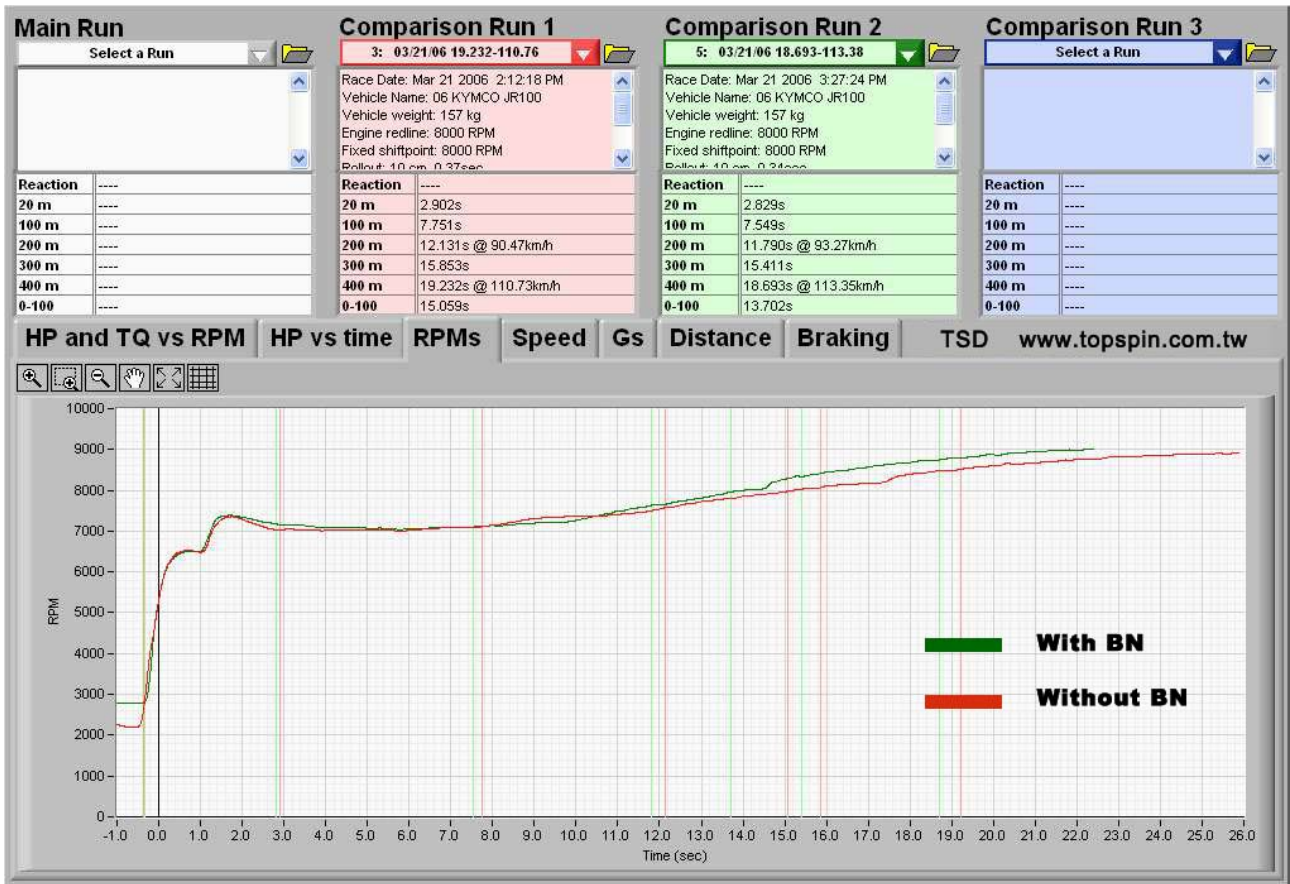 Main Run
Select a Run
Reaction ----
20 m ----
100 m ----
200 m ----
300 m ----
400 m ----
0-100 ----
Comparison Run 1
3: 03/21/06 19.232-110.76
Race Date: Mar 21 2006 2:12:18 PM
Vehicle Name: 06 KYMCO JR100
Vehicle weight: 157 kg
Engine redline: 8000 RPM
Fixed shiftpoint: 8000 RPM
Rollout: 10 cm, 0.37sec
Reaction ----
20 m 2.902s
100 m 7.751s
200 m 12.131s @ 90.47km/h
300 m 15.853s
400 m 19.232s @ 110.73km/h
0-100 15.059s
Comparison Run 2
5: 03/21/06 18.693-113.38
Race Date: Mar 21 2006 3:27:24 PM
Vehicle Name: 06 KYMCO JR100
Vehicle weight: 157 kg
Engine redline: 8000 RPM
Fixed shiftpoint: 8000 RPM
Rollout: 10 cm, 0.34sec
Reaction ----
20 m 2.829s
100 m 7.549s
200 m 11.790s @ 93.27km/h
300 m 15.411s
400 m 18.693s @ 113.35km/h
0-100 13.702s
Comparison Run 3
Select a Run
Reaction ----
20 m ----
100 m ----
200 m ----
300 m ----
400 m ----
0-100 ----
HP and TQ vs RPM HP vs time RPMs Speed Gs Distance Braking TSD www.topspin.com.tw
10000
9000
8000
7000
6000
5000
4000
3000
2000
1000
0
RPM
With BN
Without BN
-1.0 0.0 1.0 2.0 3.0 4.0 5.0 6.0 7.0 8.0 9.0 10.0 11.0 12.0 13.0 14.0 15.0 16.0 17.0 18.0 19.0 20.0 21.0 22.0 23.0 24.0 25.0 26.0
Time (sec)